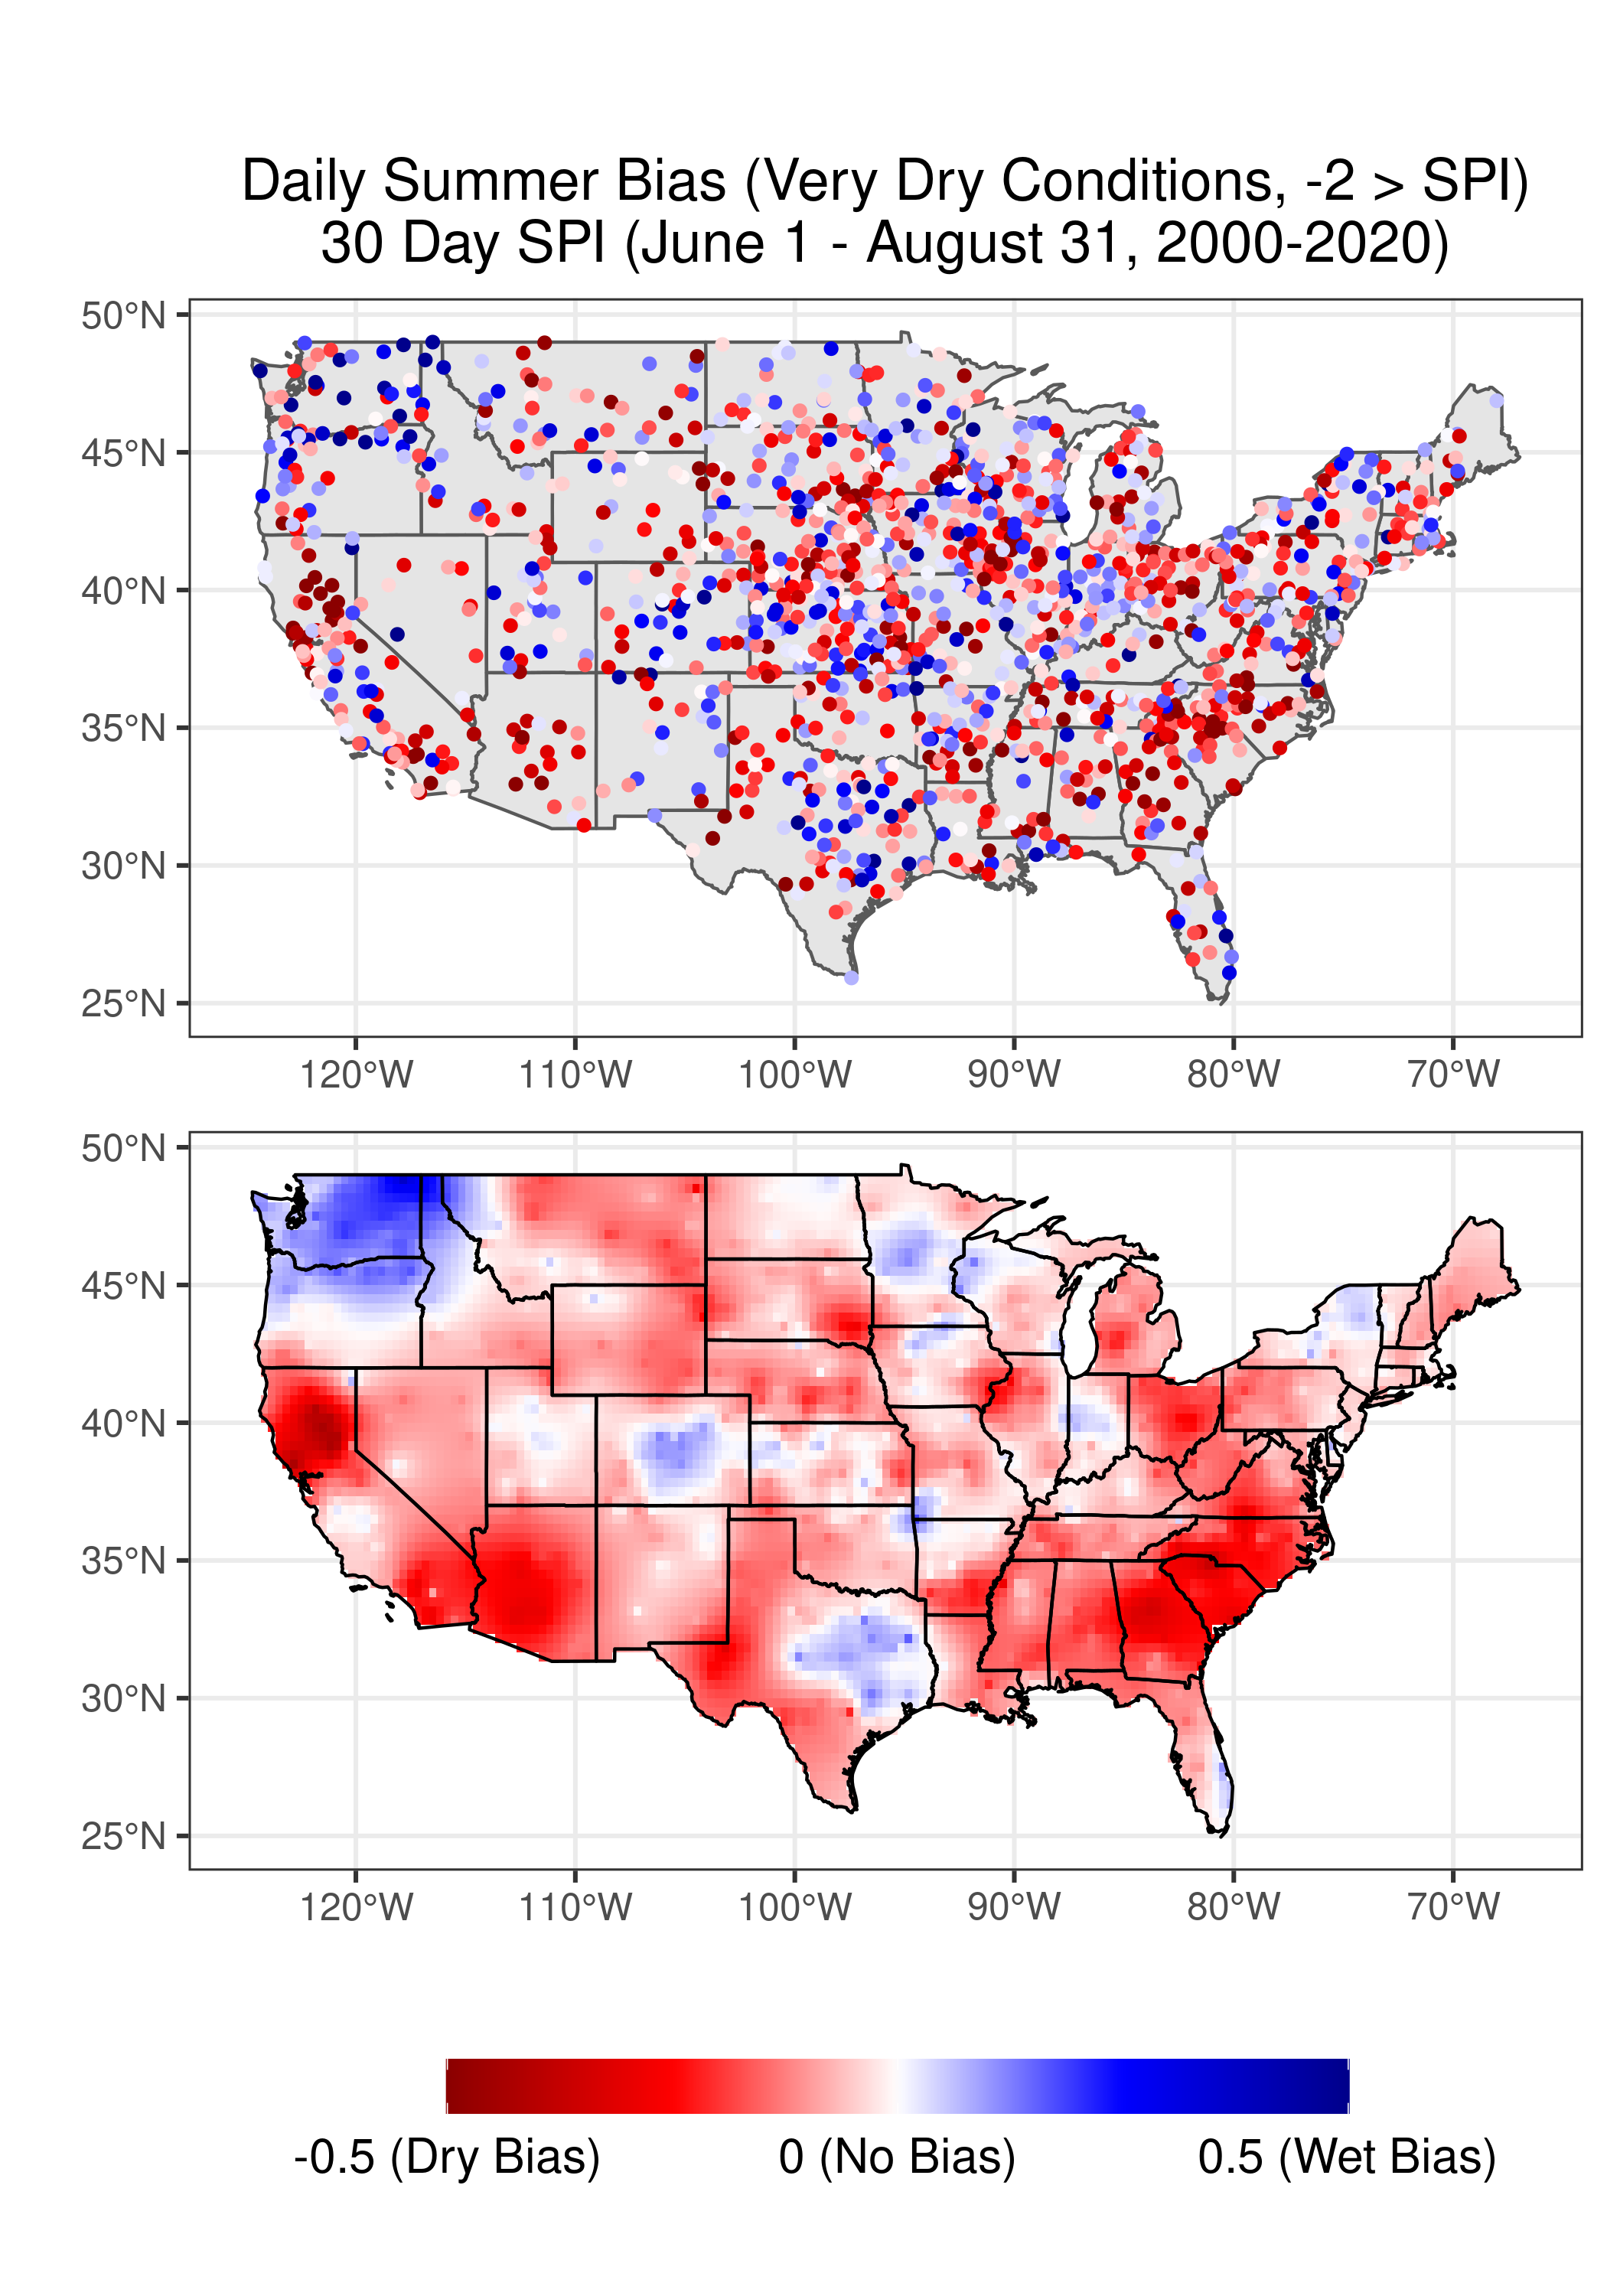 Daily Summer Bias (Very Dry Conditions, -2 > SPI)
30 Day SPI (June 1 - August 31, 2000-2020)
50°N
45°N
40°N
35°N
30°N
25°N
120°W 110°W 100°W 90°W 80°W 70°W
50°N
45°N
40°N
35°N
30°N
25°N
120°W 110°W 100°W 90°W 80°W 70°W
-0.5 (Dry Bias) 0 (No Bias) 0.5 (Wet Bias)